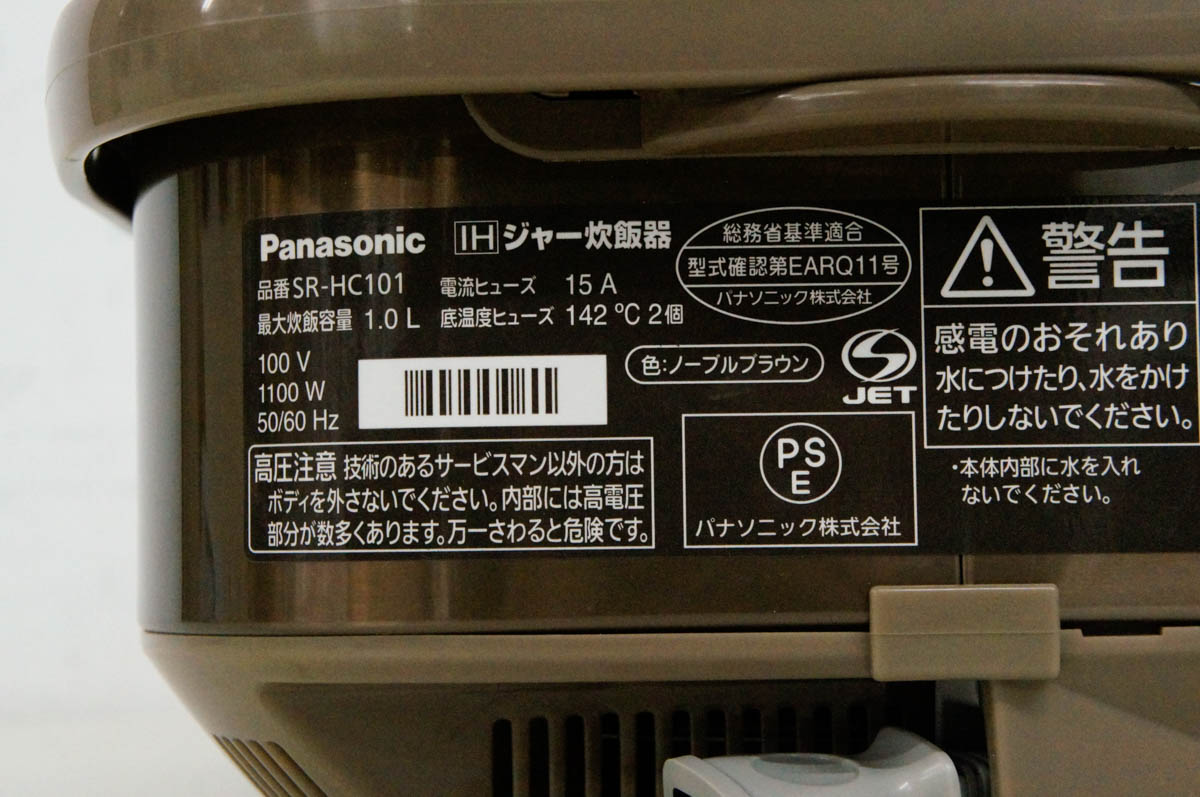 Panasonic IHジャー炊飯器
品番 SR-HC101 電流ヒューズ 15 A
最大炊飯容量 1.0 L 底温度ヒューズ 142 ℃ 2個
100 V
1100 W
50/60 Hz
高圧注意 技術のあるサービスマン以外の方は
ボディを外さないでください。内部には高電圧
部分が数多くあります。万一さわると危険です。
総務省基準適合
型式確認第EARQ11号
パナソニック株式会社
色:ノーブルブラウン
JET
PS
E
パナソニック株式会社
警告
感電のおそれあり
水につけたり、水をかけ
たりしないでください。
・本体内部に水を入れ
ないでください。